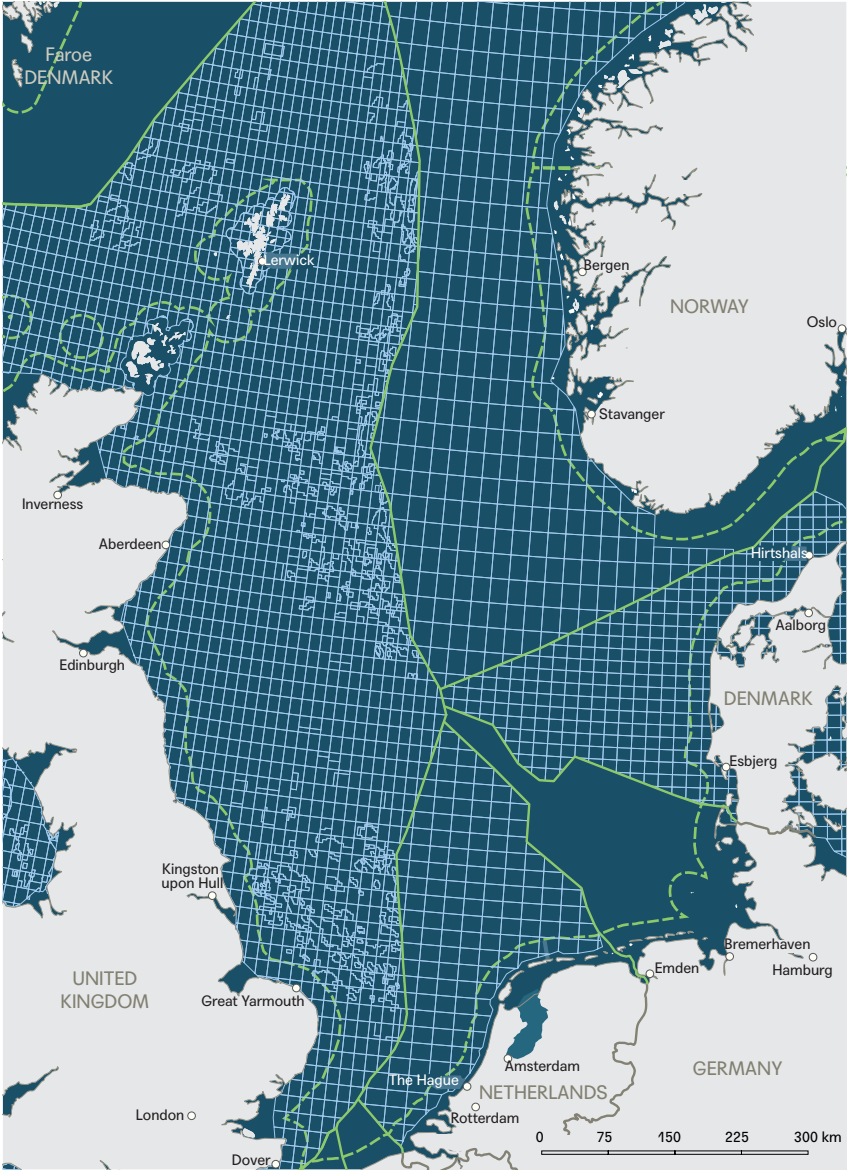 Faroe
DENMARK
Lerwick
Bergen
NORWAY
Oslo
Stavanger
Inverness
Aberdeen
Hirtshals
Aalborg
Edinburgh
DENMARK
Esbjerg
Kingston
upon Hull
Bremerhaven
Emden
Hamburg
UNITED
KINGDOM
Great Yarmouth
Amsterdam
GERMANY
The Hague
NETHERLANDS
London
Rotterdam
0 75 150 225 300 km
Dover